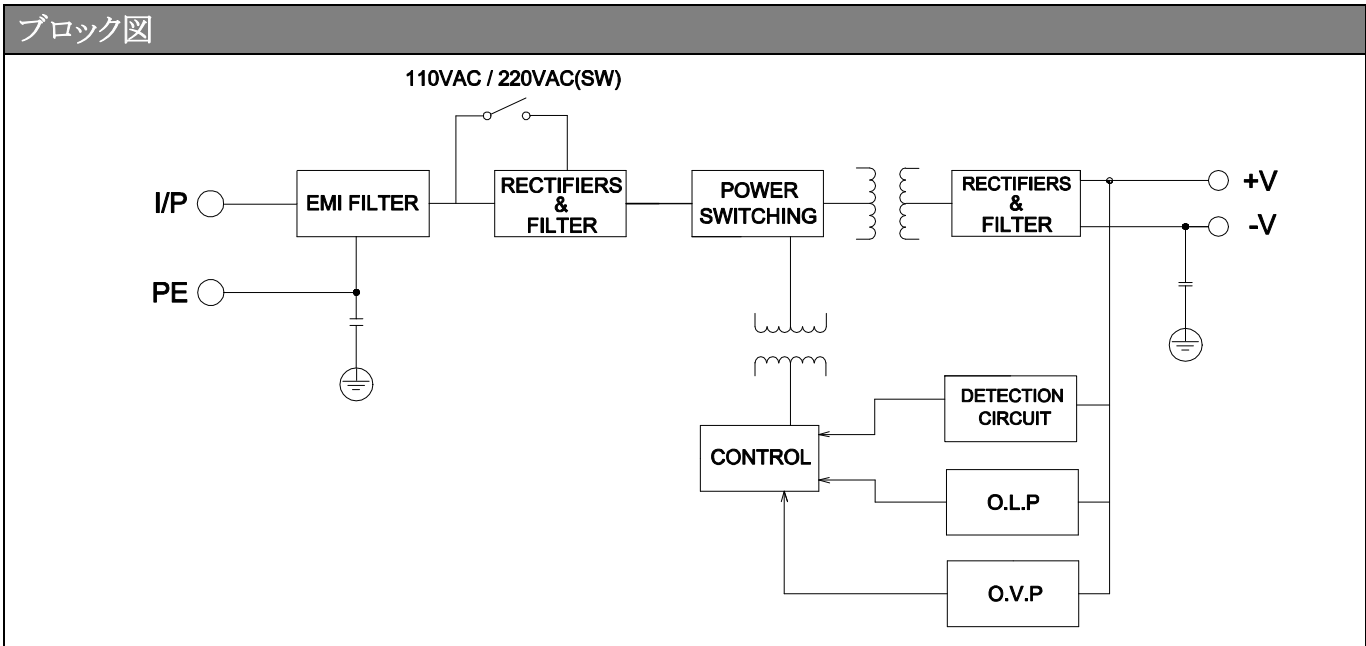 ブロック図
110VAC / 220VAC(SW)
I/P
EMI FILTER
RECTIFIERS
&
FILTER
POWER
SWITCHING
RECTIFIERS
&
FILTER
+V
-V
PE
DETECTION
CIRCUIT
CONTROL
O.L.P
O.V.P